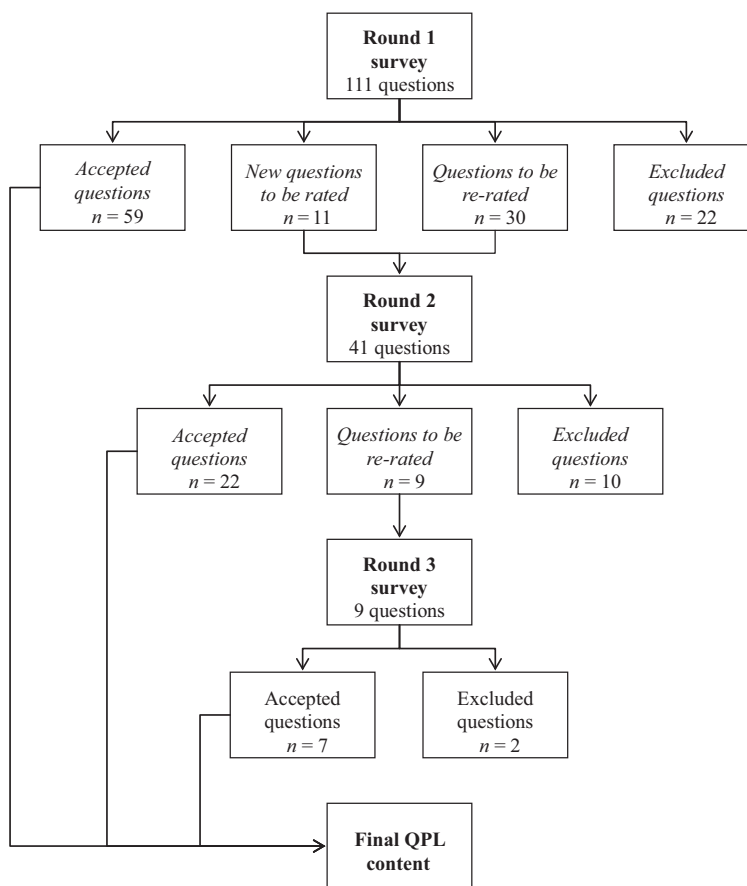 Round 1
survey
111 questions
Accepted
questions
n = 59
New questions
to be rated
n = 11
Questions to be
re-rated
n = 30
Excluded
questions
n = 22
Round 2
survey
41 questions
Accepted
questions
n = 22
Questions to be
re-rated
n = 9
Excluded
questions
n = 10
Round 3
survey
9 questions
Accepted
questions
n = 7
Excluded
questions
n = 2
Final QPL
content